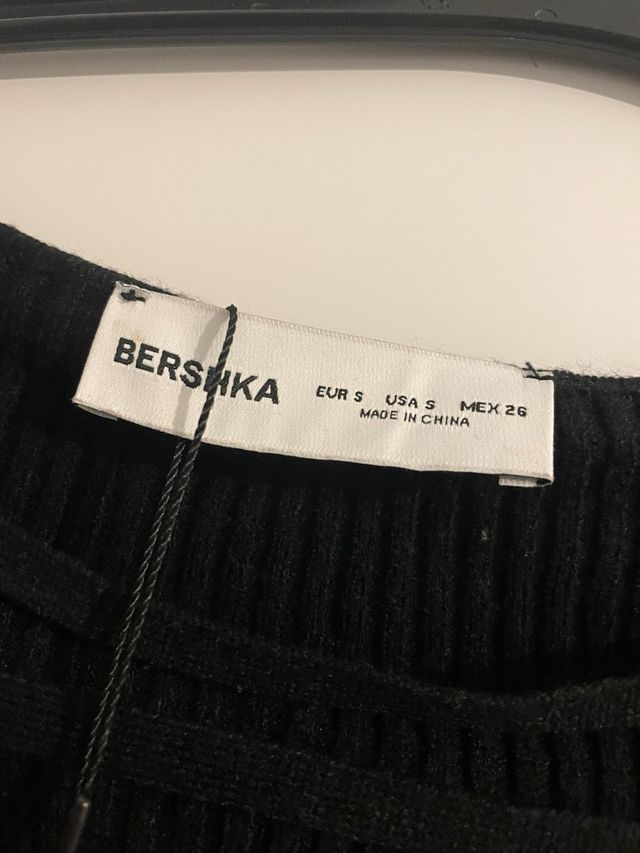 BERSHKA
EUR S USA S MEX 26
MADE IN CHINA